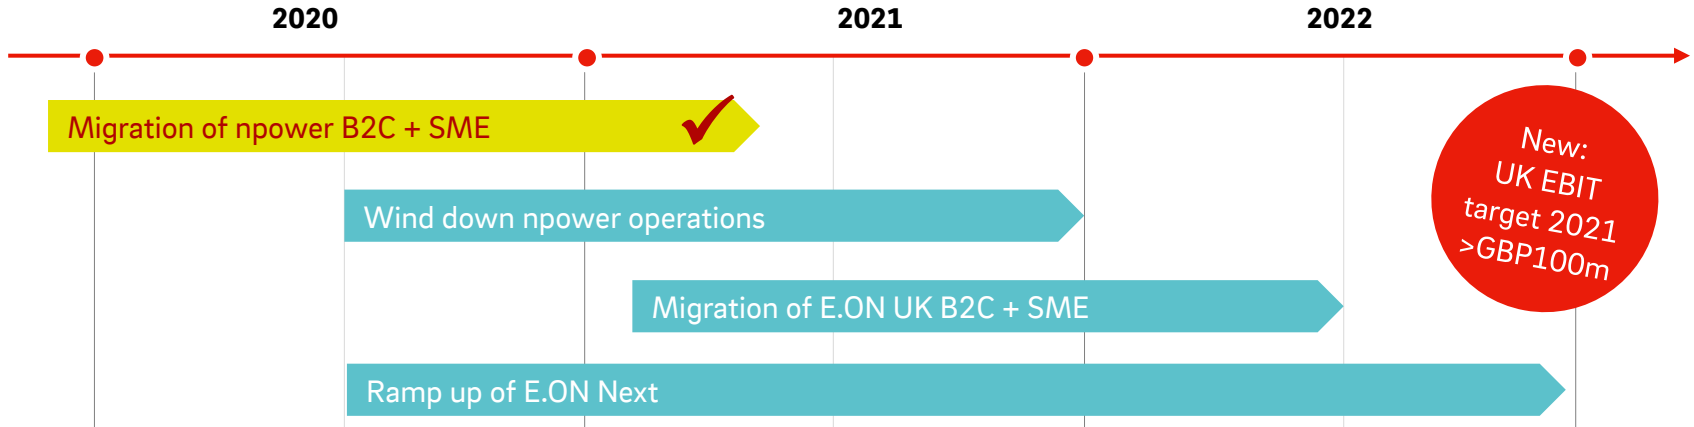 2020 2021 2022
Migration of npower B2C + SME
Wind down npower operations
Migration of E.ON UK B2C + SME
Ramp up of E.ON Next
New:
UK EBIT
target 2021
>GBP100m